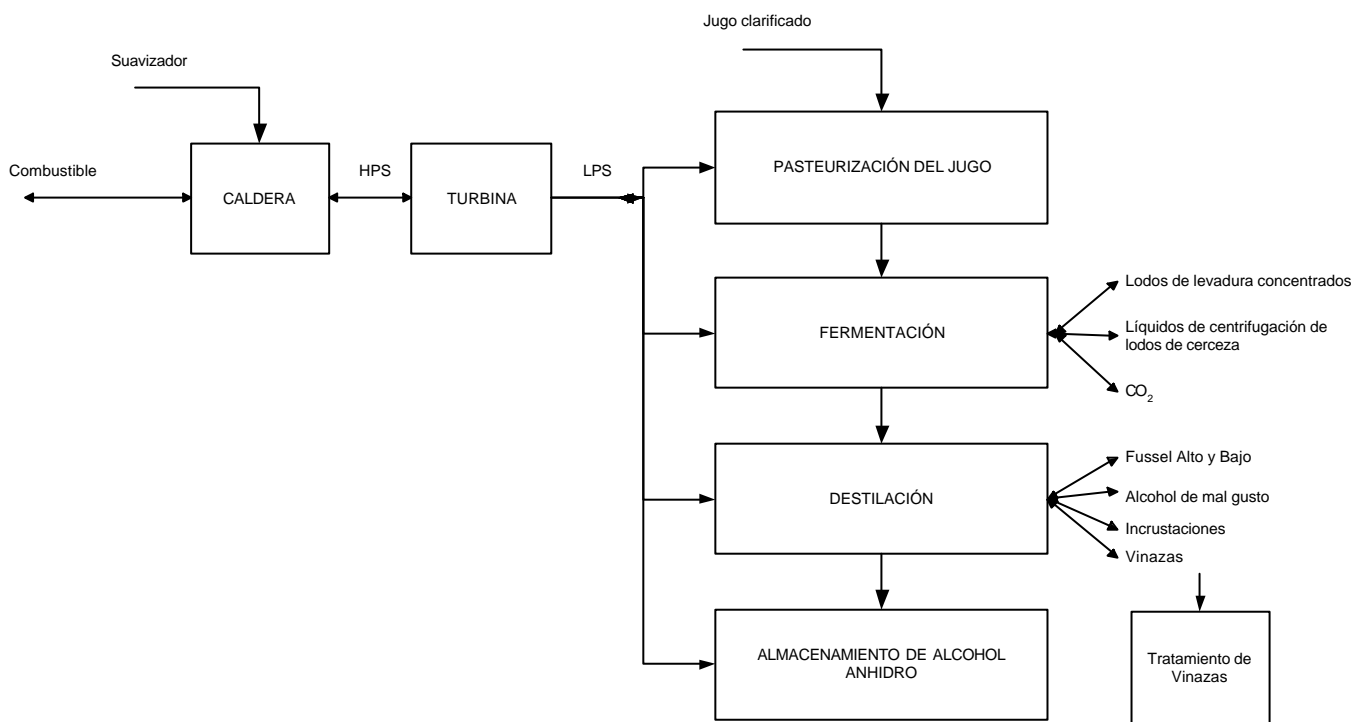 Jugo clarificado
Suavizador
Combustible
CALDERA
HPS
TURBINA
LPS
PASTEURIZACIÓN DEL JUGO
FERMENTACIÓN
Lodos de levadura concentrados
Líquidos de centrifugación de
lodos de cerceza
CO₂
DESTILACIÓN
Fussel Alto y Bajo
Alcohol de mal gusto
Incrustaciones
Vinazas
ALMACENAMIENTO DE ALCOHOL
ANHIDRO
Tratamiento de
Vinazas